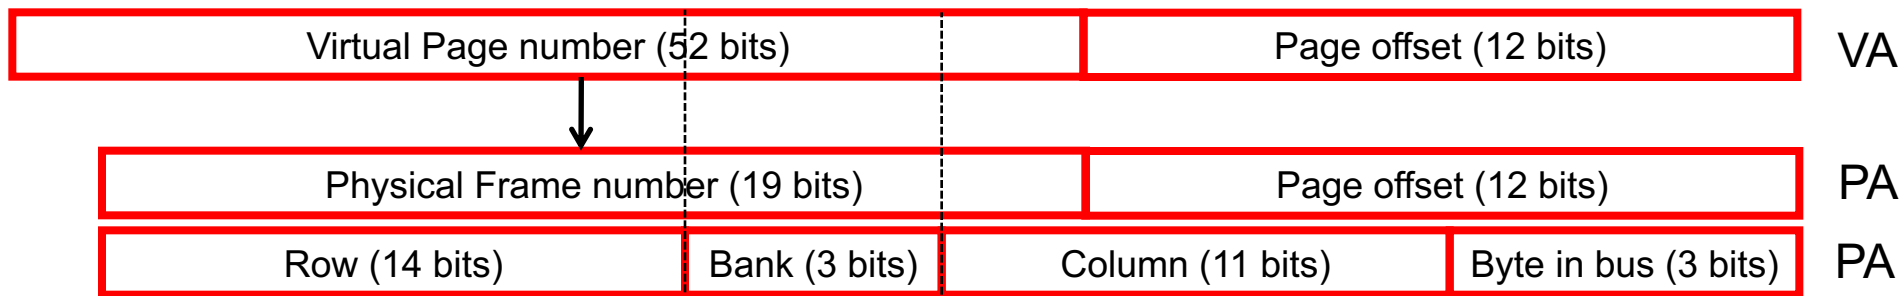 Virtual Page number (52 bits) Page offset (12 bits) VA
Physical Frame number (19 bits) Page offset (12 bits) PA
Row (14 bits) Bank (3 bits) Column (11 bits) Byte in bus (3 bits) PA